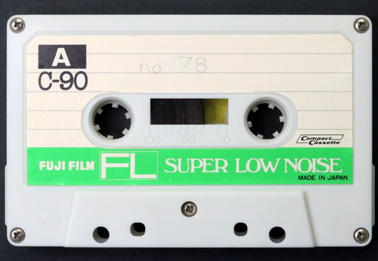 A
C-90
no. 78
100 50 0
Compact
Cassette
FUJI FILM FL SUPER LOW NOISE
MADE IN JAPAN